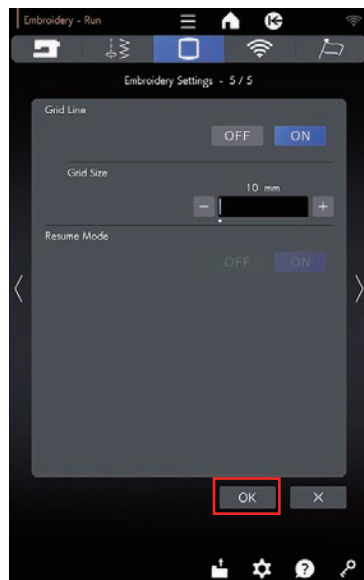 Embroidery - Run
Embroidery Settings - 5 / 5
Grid Line
OFF ON
Grid Size
10 mm
− +
Resume Mode
OFF ON
OK ×